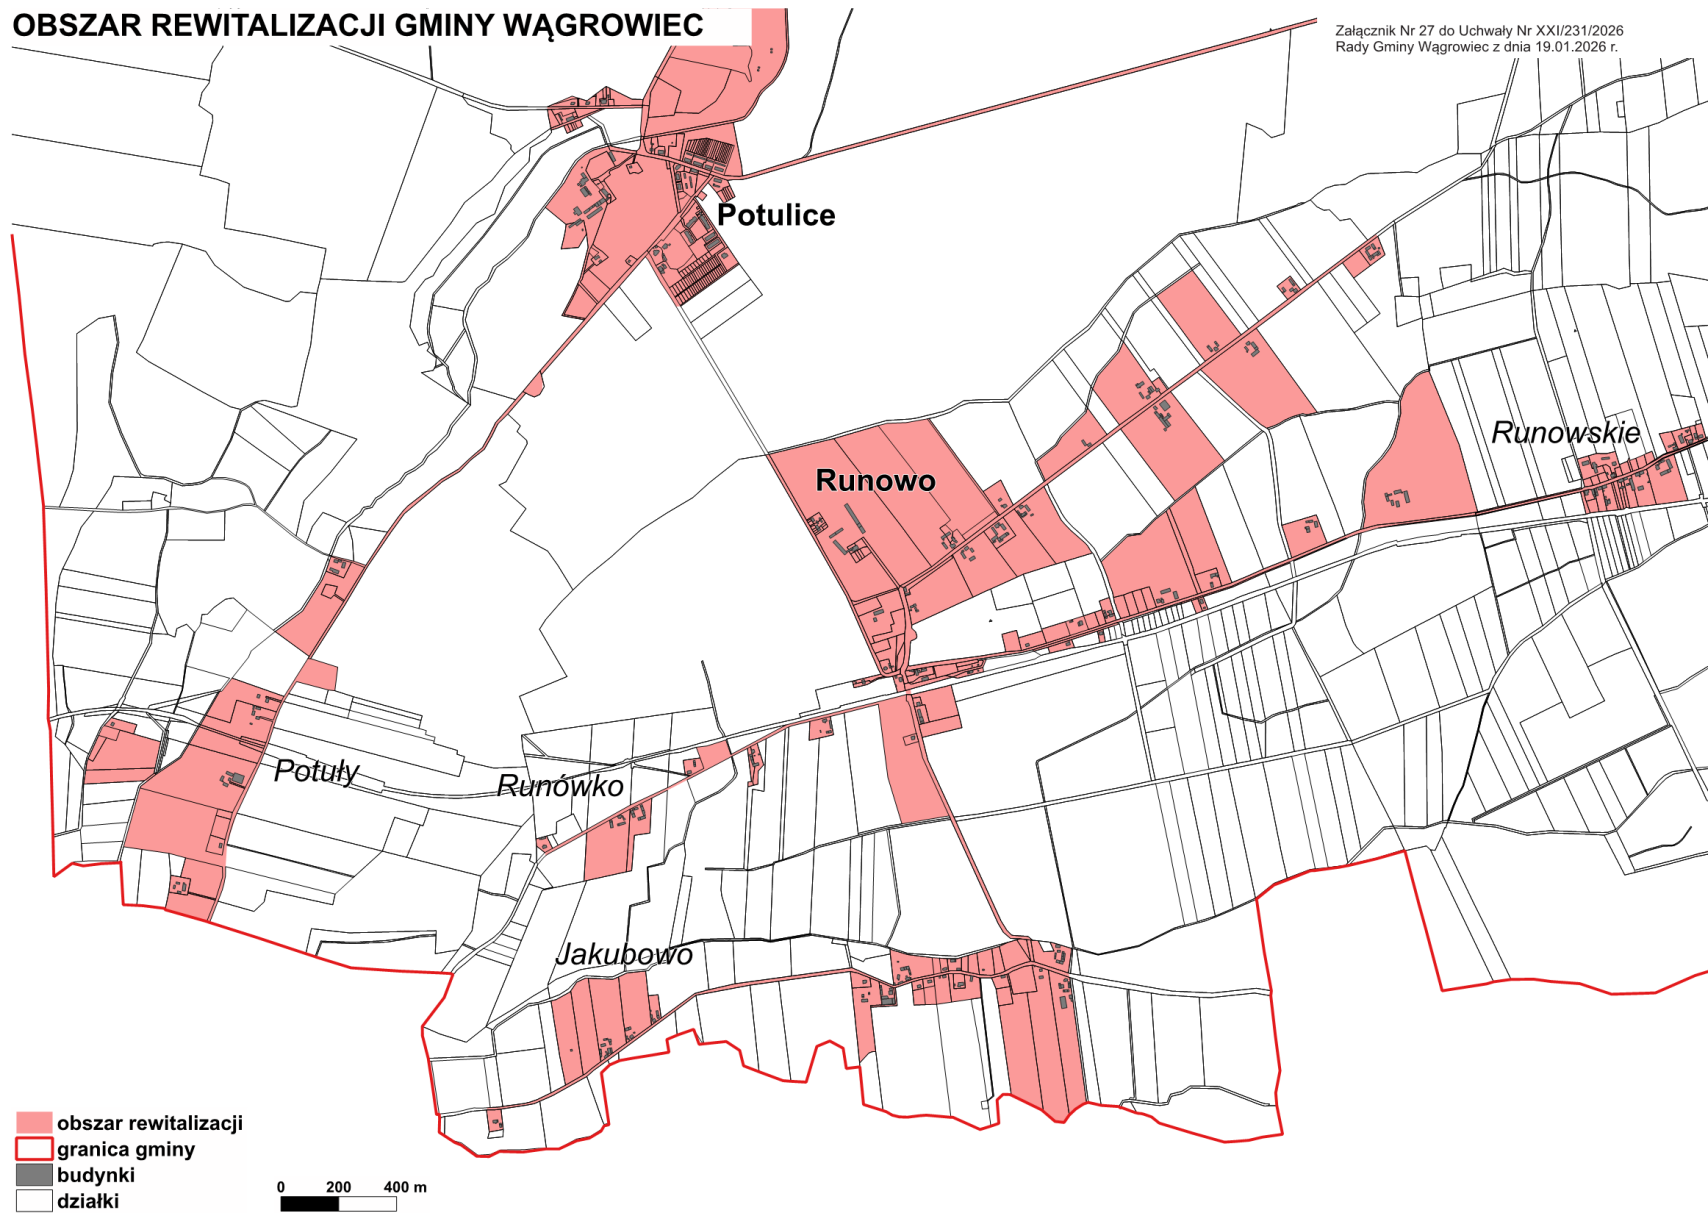 OBSZAR REWITALIZACJI GMINY WĄGROWIEC
Załącznik Nr 27 do Uchwały Nr XXI/231/2026
Rady Gminy Wągrowiec z dnia 19.01.2026 r.
Potulice
Runowskie
Runowo
Potuły
Runówko
Jakubowo
obszar rewitalizacji
granica gminy
budynki
działki
0 200 400 m